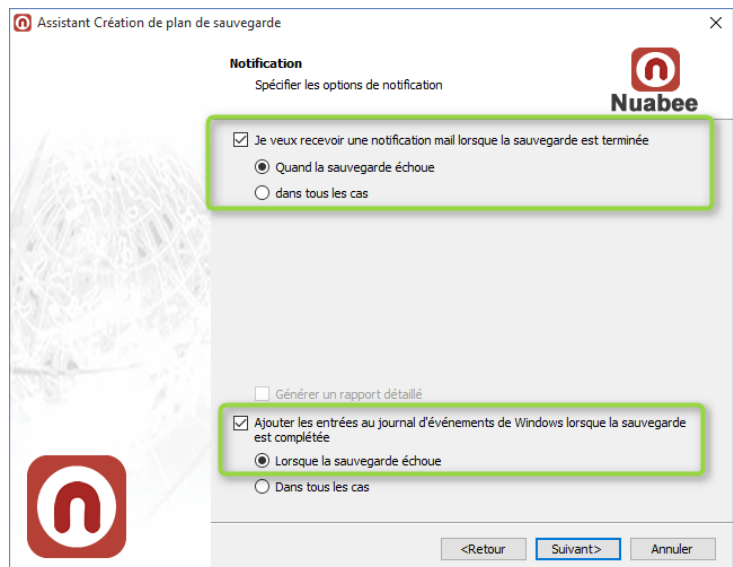 Assistant Création de plan de sauvegarde
Notification
Spécifier les options de notification
Nuabee
Je veux recevoir une notification mail lorsque la sauvegarde est terminée
Quand la sauvegarde échoue
dans tous les cas
Générer un rapport détaillé
Ajouter les entrées au journal d'événements de Windows lorsque la sauvegarde
est complétée
Lorsque la sauvegarde échoue
Dans tous les cas
<Retour
Suivant>
Annuler